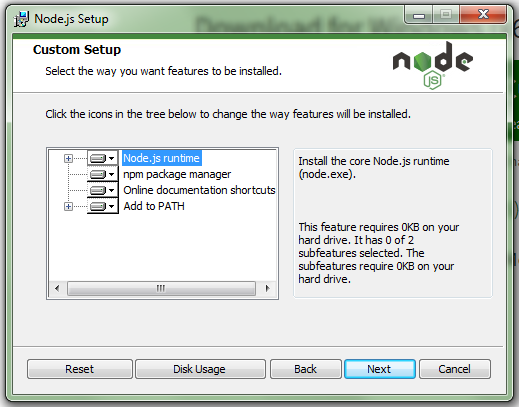 Node.js Setup
Download for Windows
Custom Setup
Select the way you want features to be installed.
node
JS
Click the icons in the tree below to change the way features will be installed.
Node.js runtime
npm package manager
Online documentation shortcuts
Add to PATH
Install the core Node.js runtime
(node.exe).
This feature requires 0KB on your
hard drive. It has 0 of 2
subfeatures selected. The
subfeatures require 0KB on your
hard drive.
Reset
Disk Usage
Back
Next
Cancel